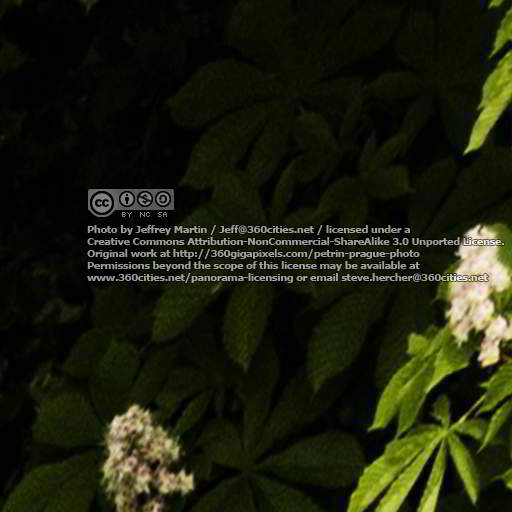 cc
BY NC SA
Photo by Jeffrey Martin / Jeff@360cities.net / licensed under a
Creative Commons Attribution-NonCommercial-ShareAlike 3.0 Unported License.
Original work at http://360gigapixels.com/petrin-prague-photo
Permissions beyond the scope of this license may be available at
www.360cities.net/panorama-licensing or email steve.hercher@360cities.net